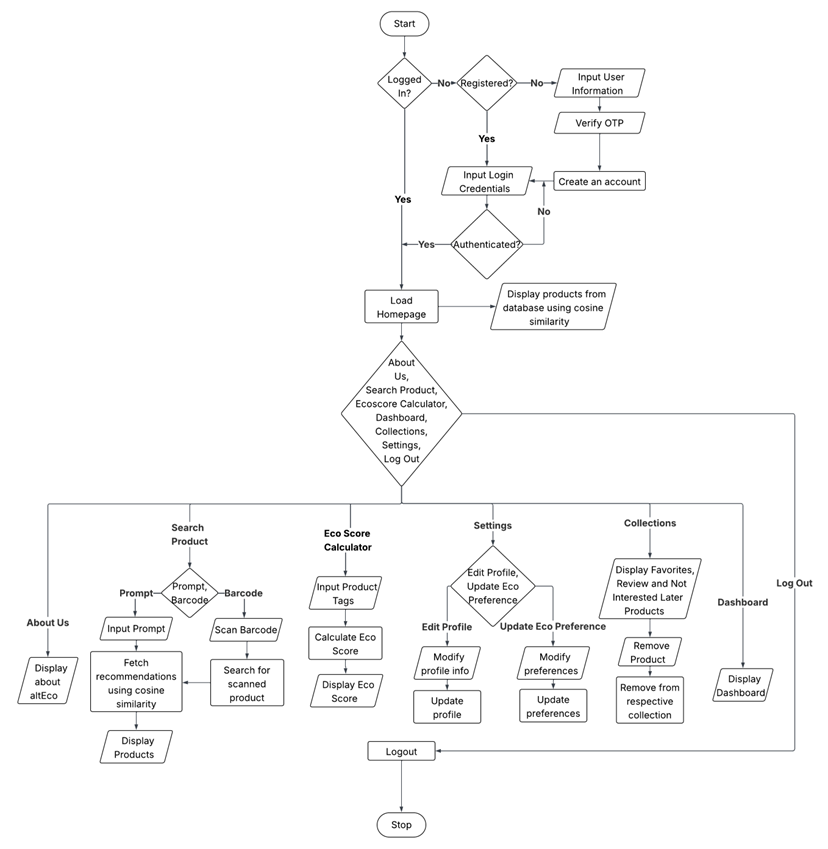 Start
Logged
In?
No
Registered?
No
Input User
Information
Verify OTP
Yes
Input Login
Credentials
Create an account
Yes
No
Yes
Authenticated?
Load
Homepage
Display products from
database using cosine
similarity
About
Us,
Search Product,
Ecoscore Calculator,
Dashboard,
Collections,
Settings,
Log Out
Search
Product
Eco Score
Calculator
Settings
Collections
Log Out
Prompt
Prompt,
Barcode
Barcode
Input Product
Tags
Edit Profile,
Update Eco
Preference
Display Favorites,
Review and Not
Interested Later
Products
Dashboard
About Us
Input Prompt
Scan Barcode
Calculate Eco
Score
Edit Profile
Update Eco Preference
Remove
Product
Display
about
altEco
Fetch
recommendations
using cosine
similarity
Search for
scanned
product
Display Eco
Score
Modify
profile info
Modify
preferences
Update
profile
Update
preferences
Remove from
respective
collection
Display
Dashboard
Display
Products
Logout
Stop